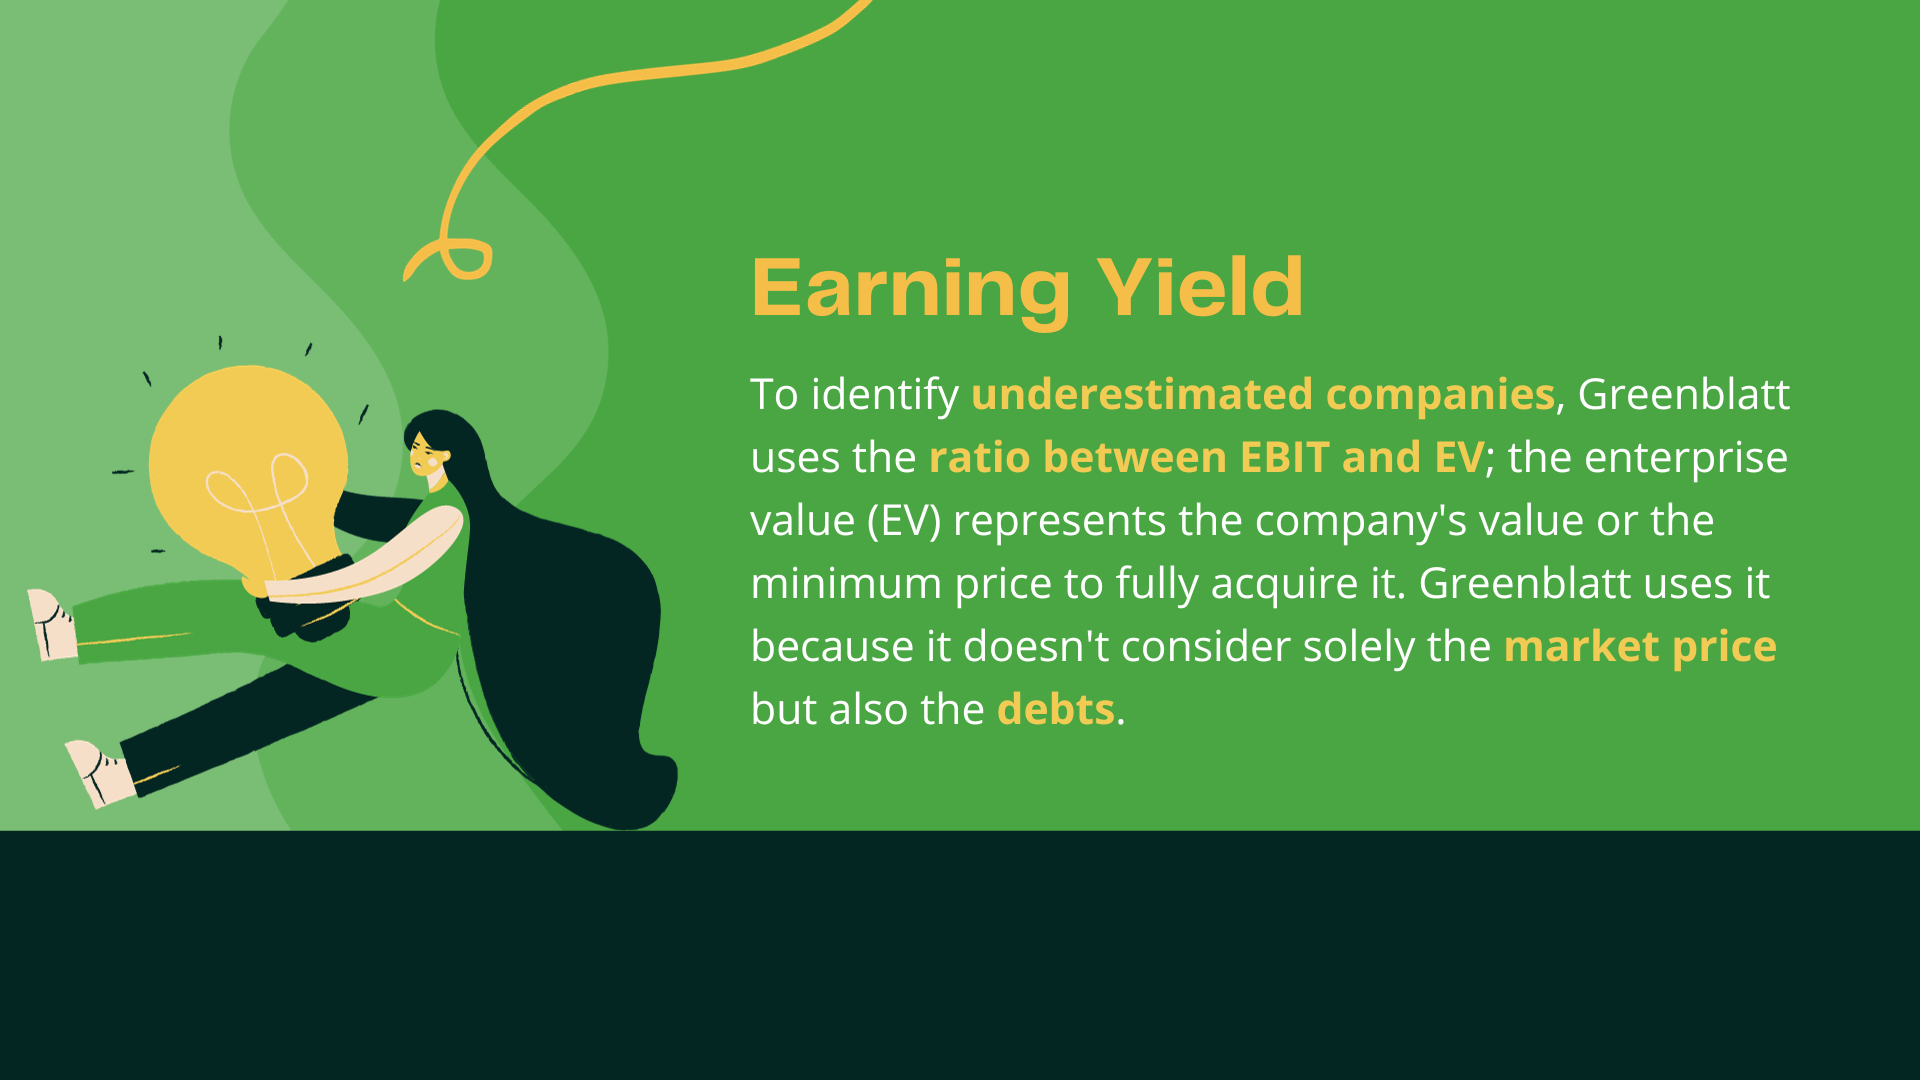 Earning Yield
To identify underestimated companies, Greenblatt
uses the ratio between EBIT and EV; the enterprise
value (EV) represents the company's value or the
minimum price to fully acquire it. Greenblatt uses it
because it doesn't consider solely the market price
but also the debts.